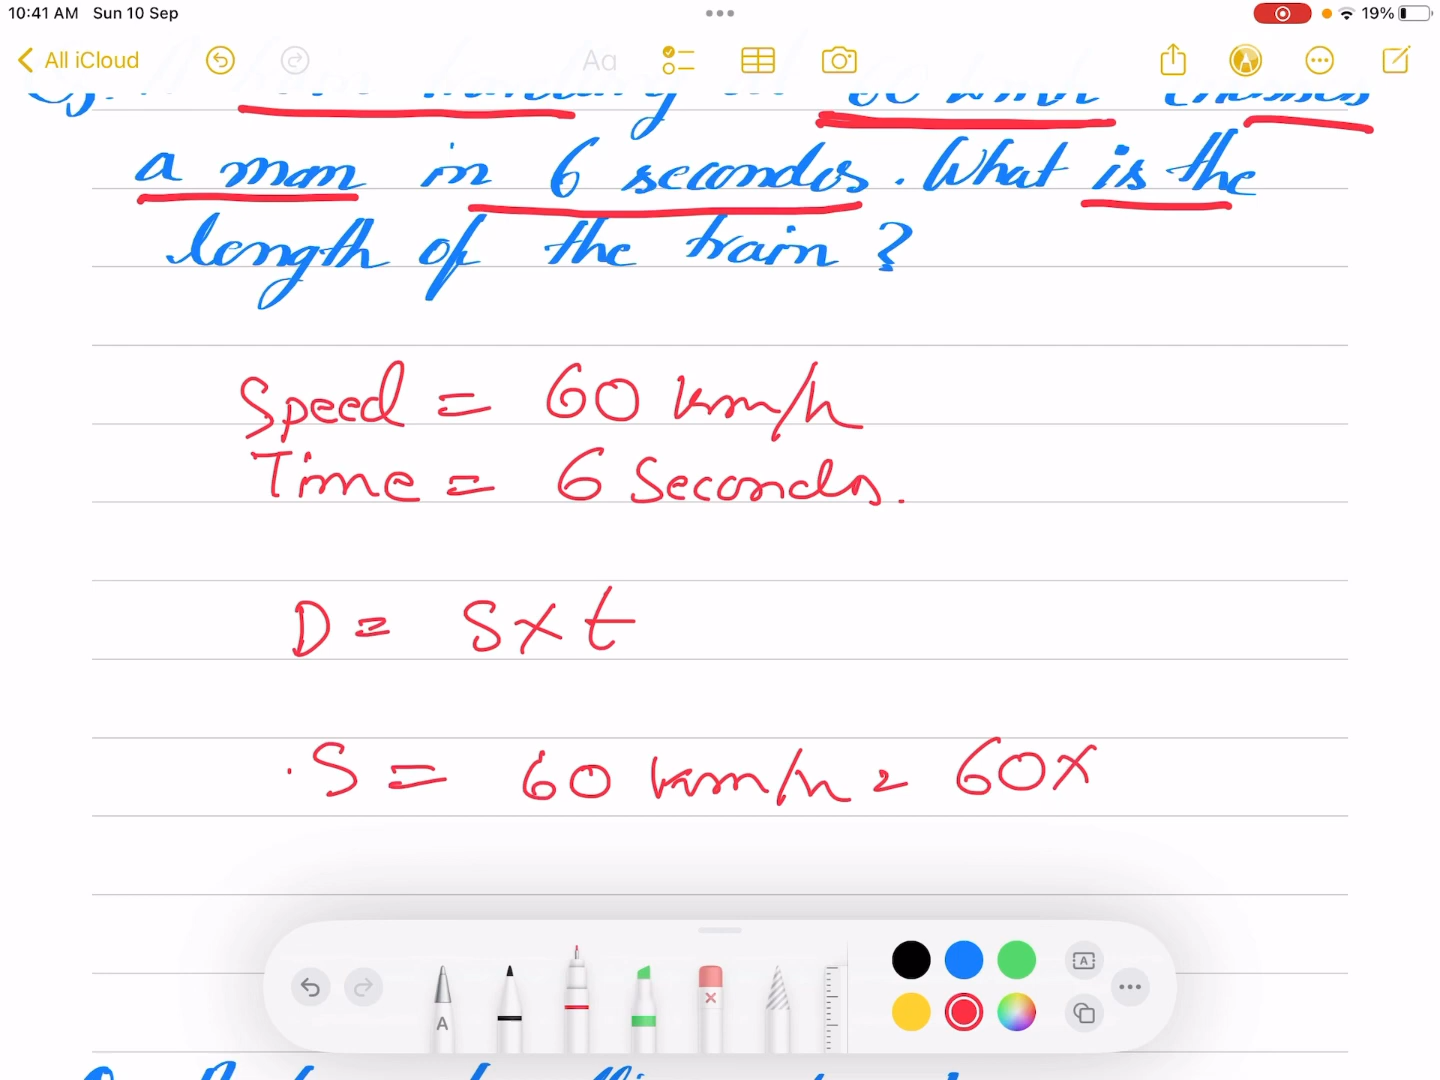 10:41 AM Sun 10 Sep
19%
All iCloud
Aa
a man in 6 seconds. What is the
length of the train?
Speed = 60 km/h
Time = 6 Seconds.
D = S x t
S = 60 km/h = 60x
A
A